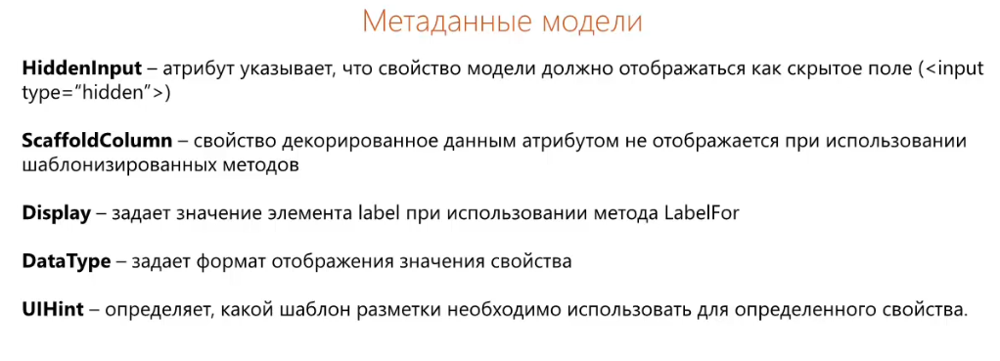 Метаданные модели
HiddenInput – атрибут указывает, что свойство модели должно отображаться как скрытое поле (<input
type=“hidden”>)
ScaffoldColumn – свойство декорированное данным атрибутом не отображается при использовании
шаблонизированных методов
Display – задает значение элемента label при использовании метода LabelFor
DataType – задает формат отображения значения свойства
UIHint – определяет, какой шаблон разметки необходимо использовать для определенного свойства.